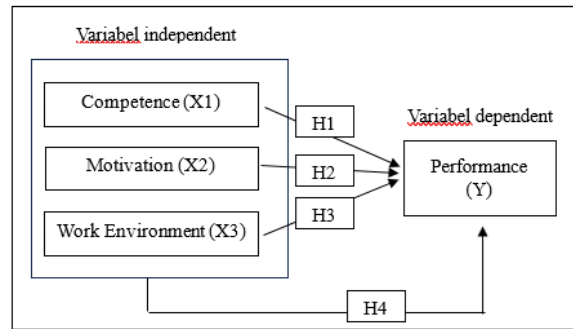 Variabel independent
Competence (X1)
H1
Variabel dependent
Motivation (X2)
H2
Performance
(Y)
Work Environment (X3)
H3
H4